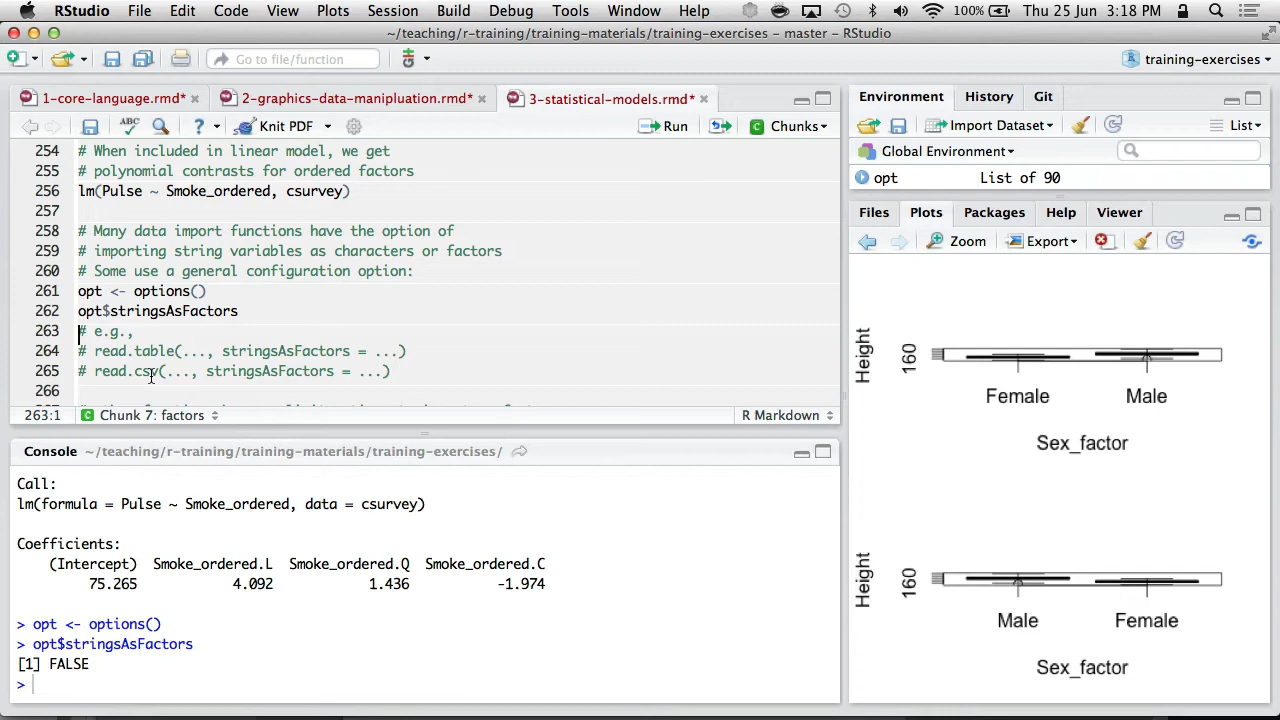 RStudio File Edit Code View Plots Session Build Debug Tools Window Help 100% Thu 25 Jun 3:18 PM
~/teaching/r-training/training-materials/training-exercises - master - RStudio
Go to file/function
training-exercises
1-core-language.rmd*
2-graphics-data-manipluation.rmd*
3-statistical-models.rmd*
ABC
Knit PDF
Run
Chunks
254 # When included in linear model, we get
255 # polynomial contrasts for ordered factors
256 lm(Pulse ~ Smoke_ordered, csurvey)
257
258 # Many data import functions have the option of
259 # importing string variables as characters or factors
260 # Some use a general configuration option:
261 opt <- options()
262 opt$stringsAsFactors
263 # e.g.,
264 # read.table(..., stringsAsFactors = ...)
265 # read.csv(..., stringsAsFactors = ...)
266
263:1 Chunk 7: factors R Markdown
Console ~/teaching/r-training/training-materials/training-exercises/
Call:
lm(formula = Pulse ~ Smoke_ordered, data = csurvey)
Coefficients:
(Intercept) Smoke_ordered.L Smoke_ordered.Q Smoke_ordered.C
75.265 4.092 1.436 -1.974
> opt <- options()
> opt$stringsAsFactors
[1] FALSE
>
Environment History Git
Import Dataset List
Global Environment
opt List of 90
Files Plots Packages Help Viewer
Zoom Export
Height
160
Female Male
Sex_factor
Height
160
Male Female
Sex_factor